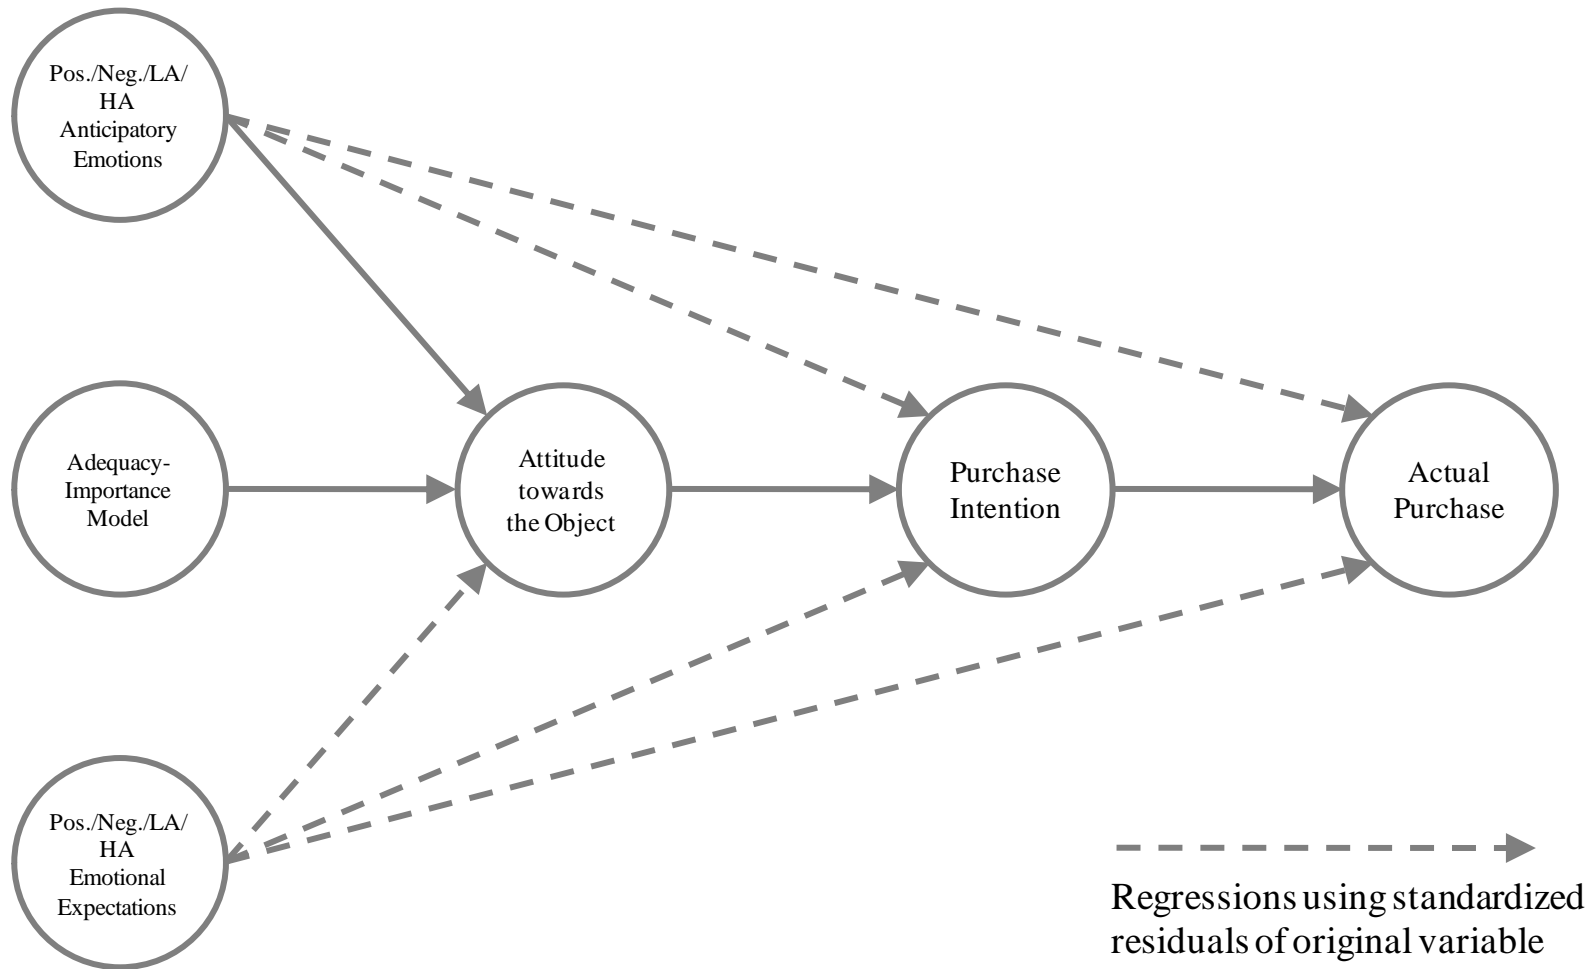 Pos./Neg./LA/
HA
Anticipatory
Emotions
Adequacy-
Importance
Model
Attitude
towards
the Object
Purchase
Intention
Actual
Purchase
Pos./Neg./LA/
HA
Emotional
Expectations
Regressions using standardized
residuals of original variable